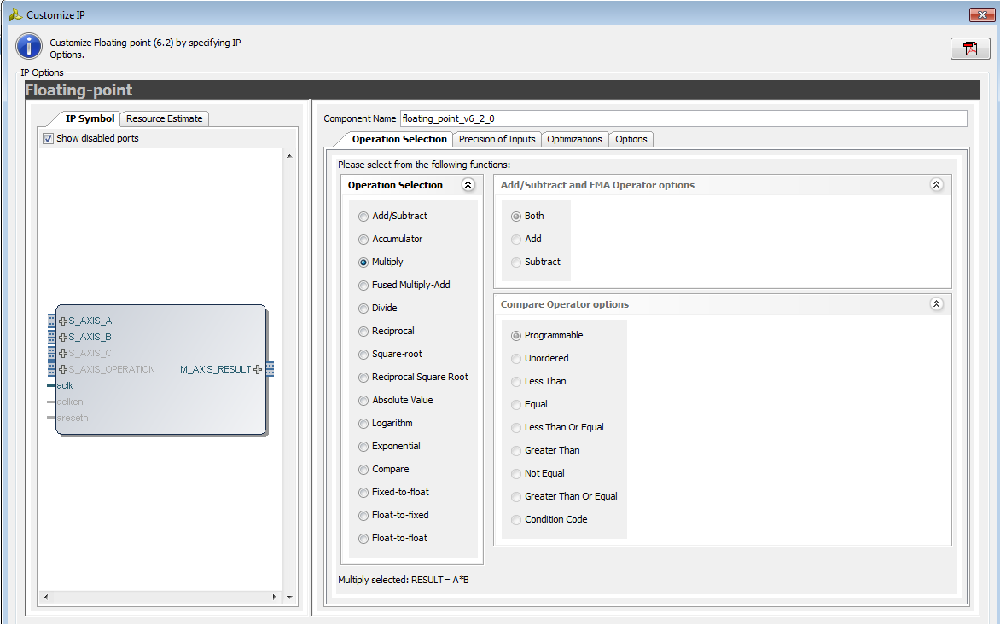 Customize IP
Customize Floating-point (6.2) by specifying IP
Options.
IP Options
Floating-point
IP Symbol
Resource Estimate
Show disabled ports
S_AXIS_A
S_AXIS_B
S_AXIS_C
S_AXIS_OPERATION
M_AXIS_RESULT
aclk
aclken
aresetn
Component Name floating_point_v6_2_0
Operation Selection
Precision of Inputs
Optimizations
Options
Please select from the following functions:
Operation Selection
Add/Subtract
Accumulator
Multiply
Fused Multiply-Add
Divide
Reciprocal
Square-root
Reciprocal Square Root
Absolute Value
Logarithm
Exponential
Compare
Fixed-to-float
Float-to-fixed
Float-to-float
Add/Subtract and FMA Operator options
Both
Add
Subtract
Compare Operator options
Programmable
Unordered
Less Than
Equal
Less Than Or Equal
Greater Than
Not Equal
Greater Than Or Equal
Condition Code
Multiply selected: RESULT= A*B